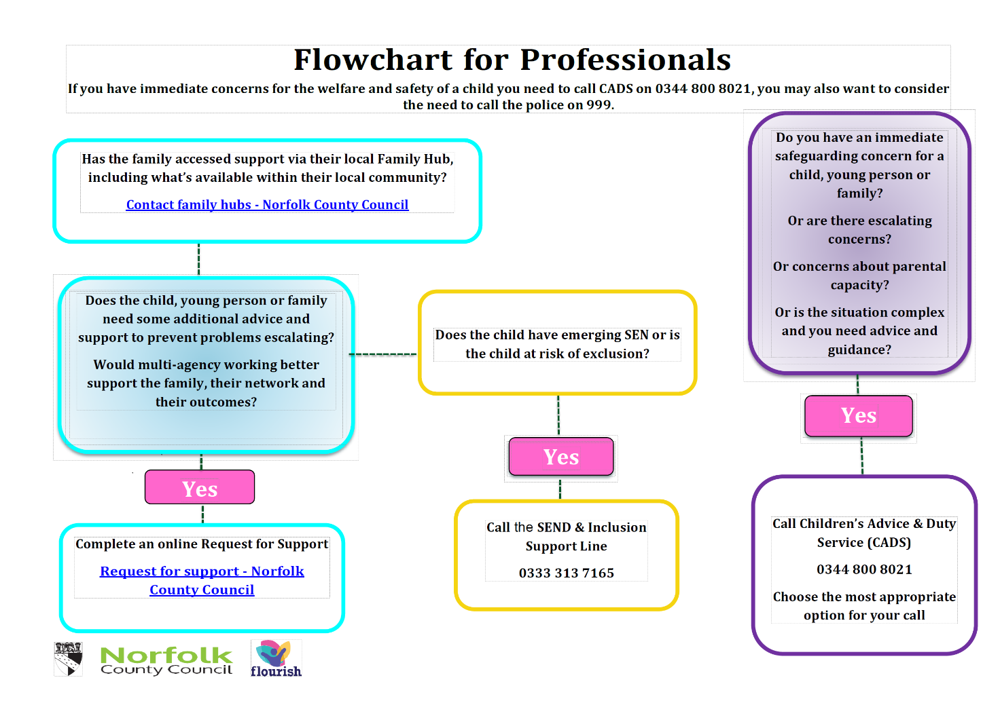 Flowchart for Professionals
If you have immediate concerns for the welfare and safety of a child you need to call CADS on 0344 800 8021, you may also want to consider
the need to call the police on 999.
Has the family accessed support via their local Family Hub,
including what's available within their local community?
Contact family hubs - Norfolk County Council
Does the child, young person or family
need some additional advice and
support to prevent problems escalating?
Would multi-agency working better
support the family, their network and
their outcomes?
Yes
Complete an online Request for Support
Request for support - Norfolk
County Council
Does the child have emerging SEN or is
the child at risk of exclusion?
Yes
Call the SEND & Inclusion
Support Line
0333 313 7165
Do you have an immediate
safeguarding concern for a
child, young person or
family?
Or are there escalating
concerns?
Or concerns about parental
capacity?
Or is the situation complex
and you need advice and
guidance?
Yes
Call Children's Advice & Duty
Service (CADS)
0344 800 8021
Choose the most appropriate
option for your call
Norfolk
County Council
flourish